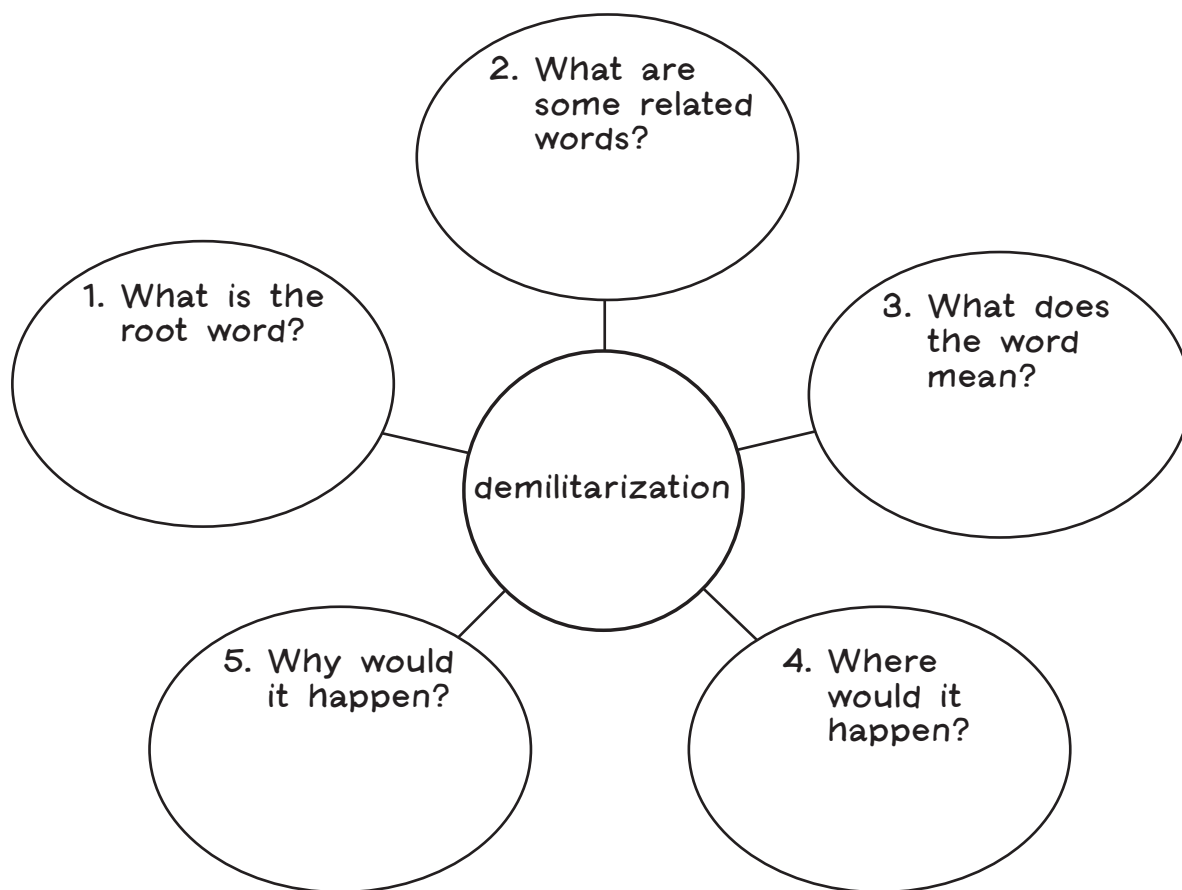 1. What is the
root word?
2. What are
some related
words?
3. What does
the word
mean?
4. Where
would it
happen?
5. Why would
it happen?
demilitarization